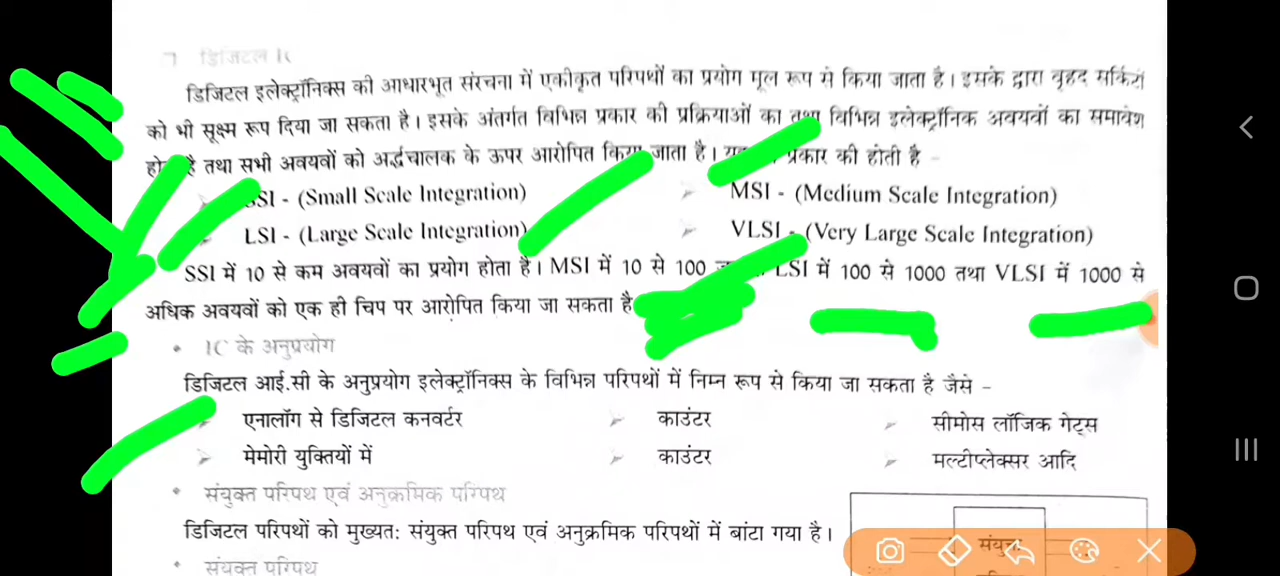 डिजिटल IC
डिजिटल इलेक्ट्रॉनिक्स की आधारभूत संरचना में एकीकृत परिपथों का प्रयोग मूल रूप से किया जाता है। इसके द्वारा वृहद सर्किटों
को भी सूक्ष्म रूप दिया जा सकता है। इसके अंतर्गत विभिन्न प्रकार की प्रक्रियाओं का तथा विभिन्न इलेक्ट्रॉनिक अवयवों का समावेश
होता है तथा सभी अवयवों को अर्द्धचालक के ऊपर आरोपित किया जाता है। प्रकार की होती है -
SSI - (Small Scale Integration) MSI - (Medium Scale Integration)
LSI - (Large Scale Integration) VLSI - (Very Large Scale Integration)
SSI में 10 से कम अवयवों का प्रयोग होता है। MSI में 10 से 100 LSI में 100 से 1000 तथा VLSI में 1000 से
अधिक अवयवों को एक ही चिप पर आरोपित किया जा सकता है
• IC के अनुप्रयोग
डिजिटल आई.सी के अनुप्रयोग इलेक्ट्रॉनिक्स के विभिन्न परिपथों में निम्न रूप से किया जा सकता है जैसे -
एनालॉग से डिजिटल कनवर्टर काउंटर सीमोस लॉजिक गेट्स
मेमोरी युक्तियों में काउंटर मल्टीप्लेक्सर आदि
• संयुक्त परिपथ एवं अनुक्रमिक परिपथ
डिजिटल परिपथों को मुख्यतः संयुक्त परिपथ एवं अनुक्रमिक परिपथों में बांटा गया है।
• संयुक्त परिपथ